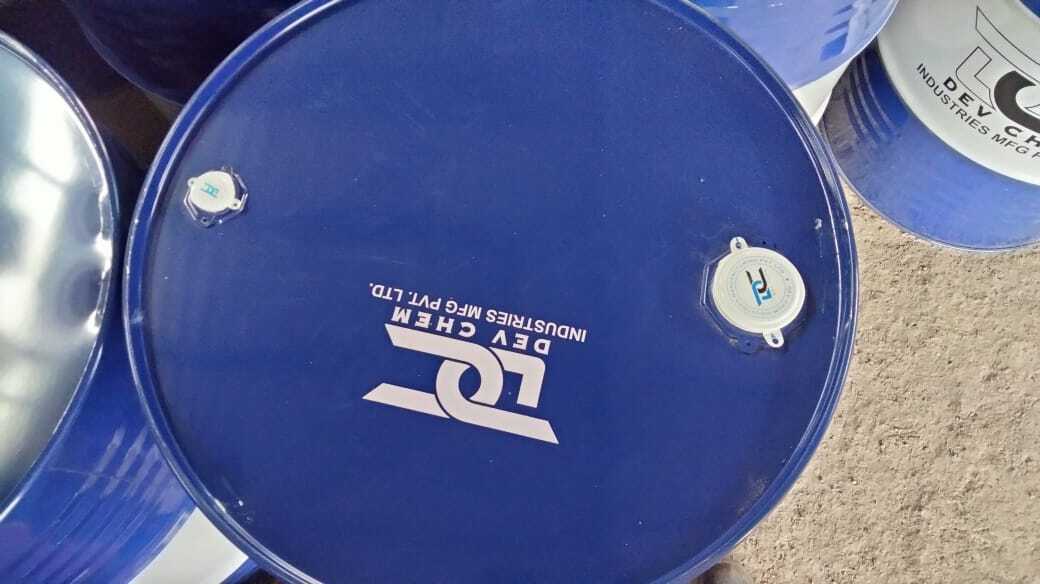 DEV CHEM
INDUSTRIES MFG PVT. LTD.
DEV CH
INDUSTRIES MFG P